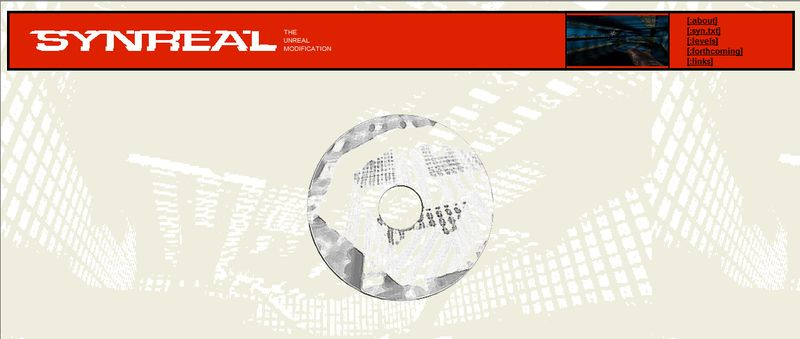 SYNREAL
THE
UNREAL
MODIFICATION
[:about]
[:syn.txt]
[:levels]
[:forthcoming]
[:links]